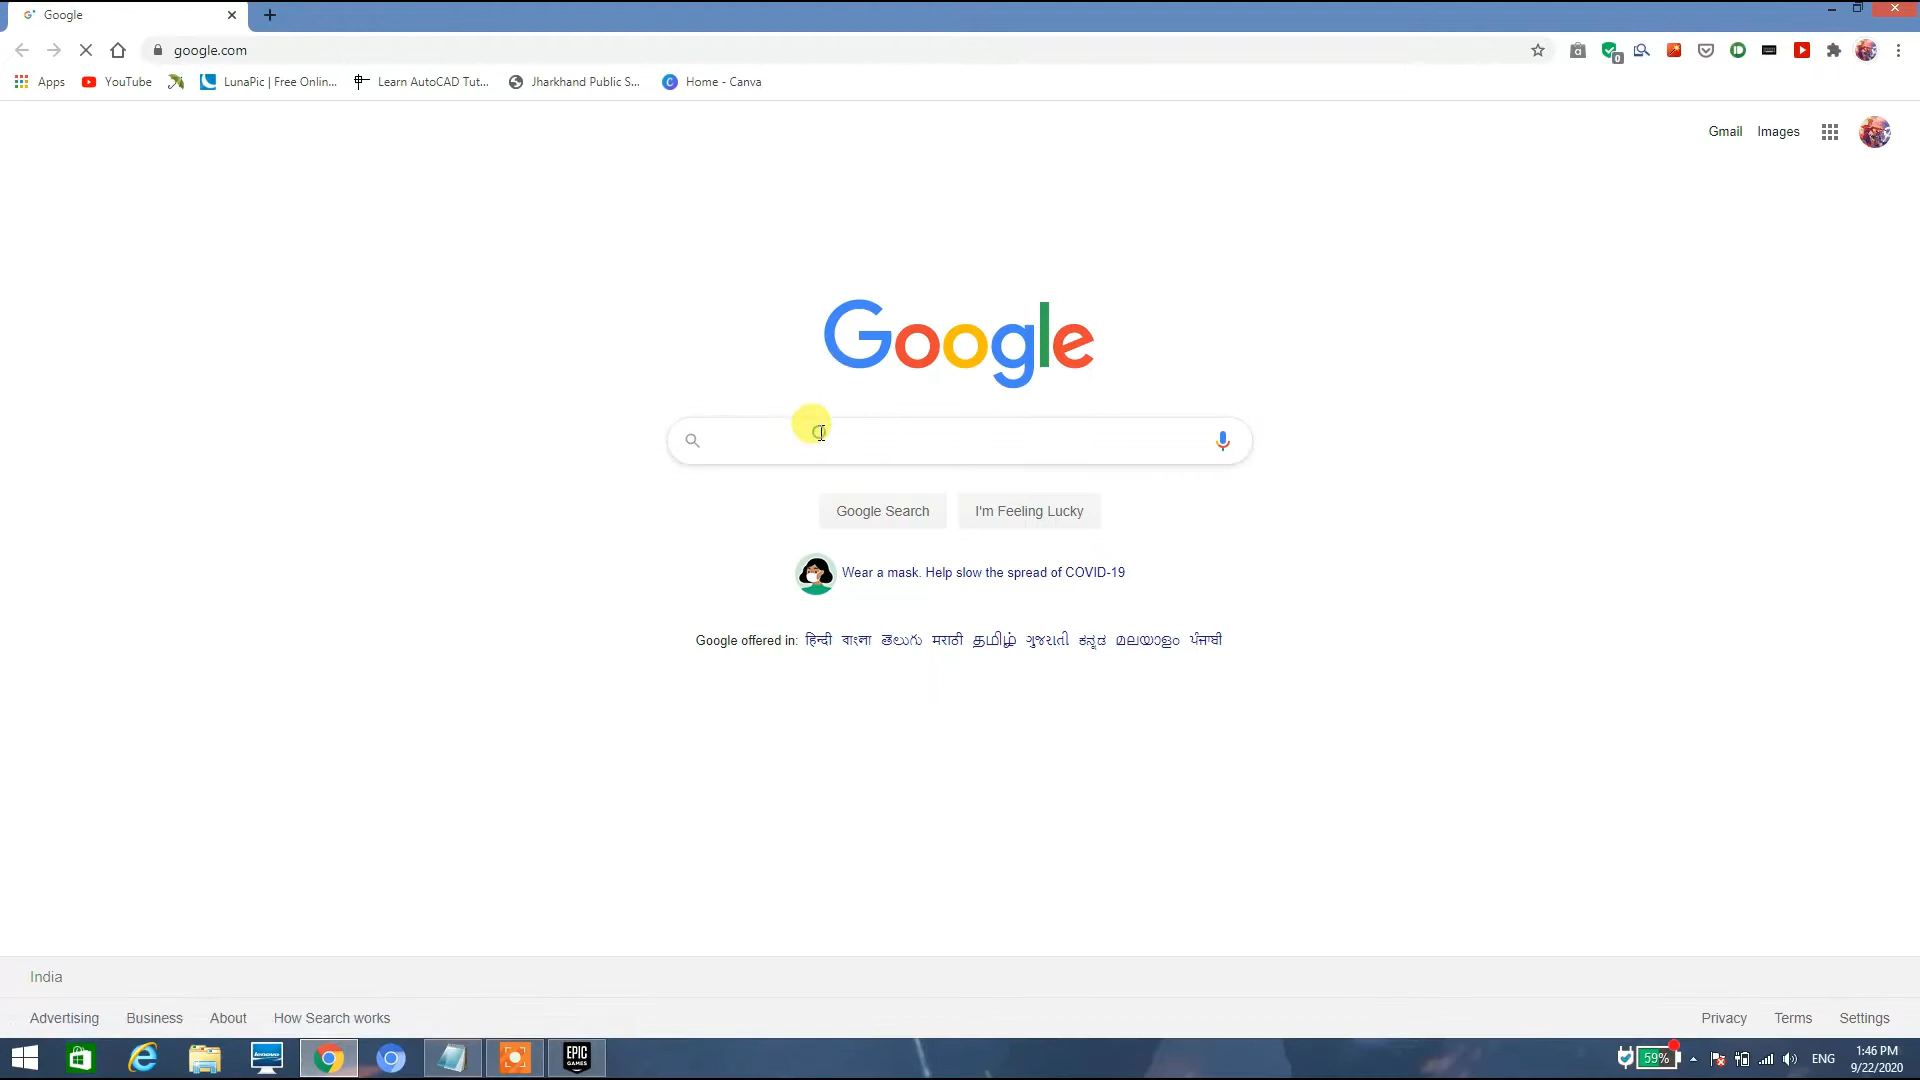 Google
google.com
Apps YouTube LunaPic | Free Onlin... Learn AutoCAD Tut... Jharkhand Public S... Home - Canva
Gmail Images
Google
Google Search I'm Feeling Lucky
Wear a mask. Help slow the spread of COVID-19
Google offered in: हिन्दी বাংলা తెలుగు मराठी தமிழ் ગુજરાતી ಕನ್ನಡ മലയാളം ਪੰਜਾਬੀ
India
Advertising Business About How Search works Privacy Terms Settings
lenovo EPIC GAMES 59% ENG 1:46 PM
9/22/2020